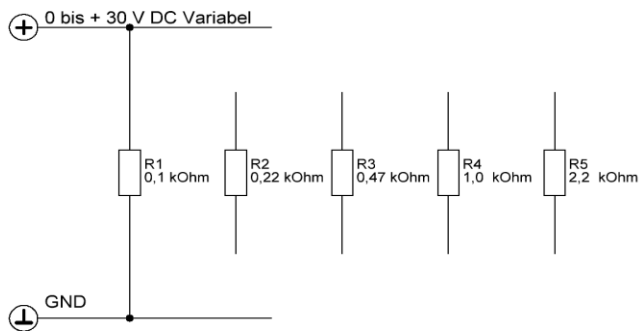 0 bis + 30 V DC Variabel
R1
0,1 kOhm
R2
0,22 kOhm
R3
0,47 kOhm
R4
1,0 kOhm
R5
2,2 kOhm
GND